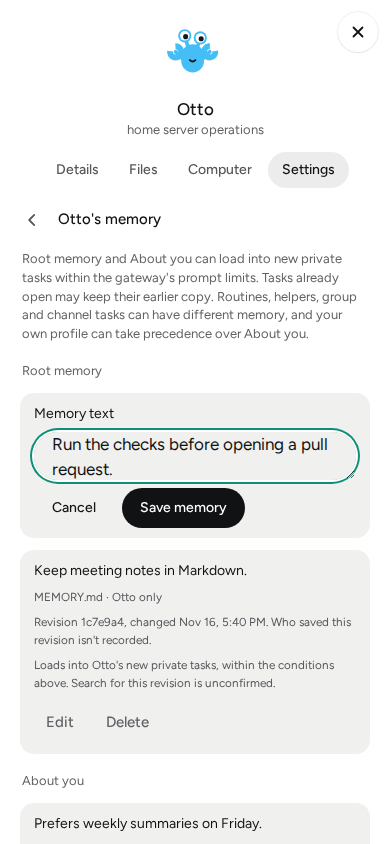 Otto
home server operations
Details
Files
Computer
Settings
Otto's memory
Root memory and About you can load into new private
tasks within the gateway's prompt limits. Tasks already
open may keep their earlier copy. Routines, helpers, group
and channel tasks can have different memory, and your
own profile can take precedence over About you.
Root memory
Memory text
Run the checks before opening a pull
request.
Cancel
Save memory
Keep meeting notes in Markdown.
MEMORY.md · Otto only
Revision 1c7e9a4, changed Nov 16, 5:40 PM. Who saved this
revision isn't recorded.
Loads into Otto's new private tasks, within the conditions
above. Search for this revision is unconfirmed.
Edit
Delete
About you
Prefers weekly summaries on Friday.